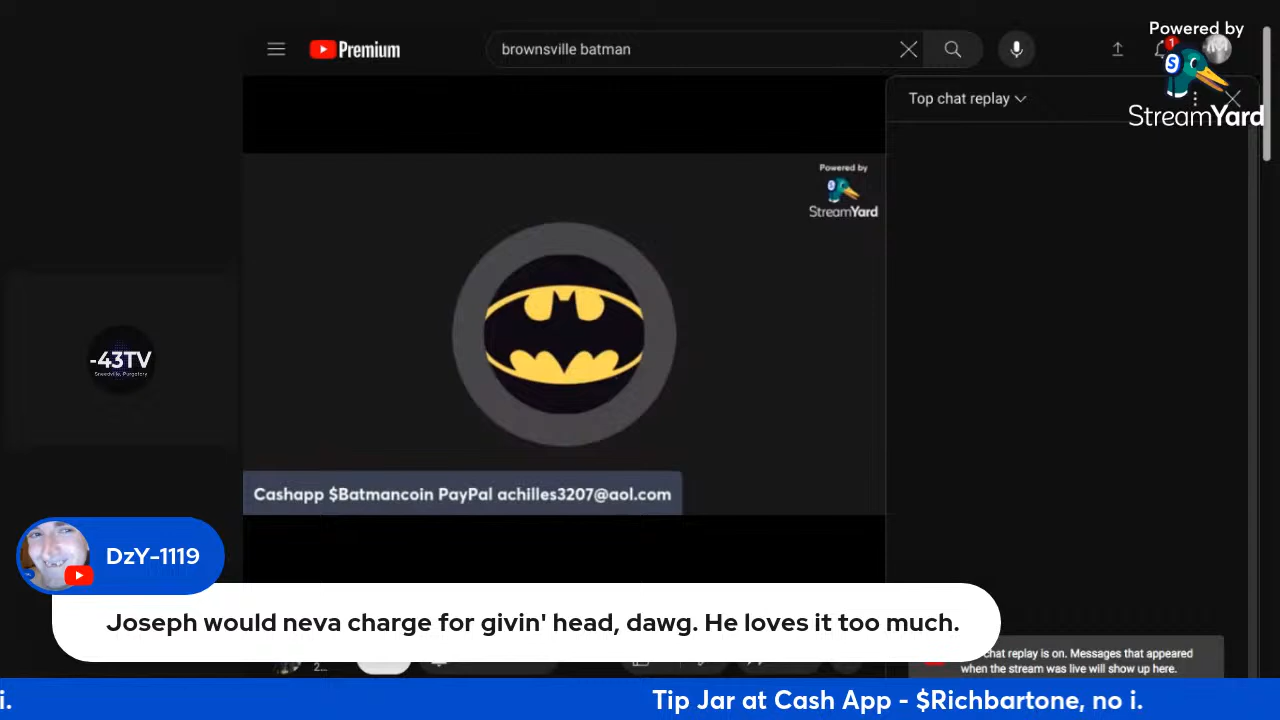 Powered by
StreamYard
Premium
brownsville batman
1
Top chat replay
Powered by
StreamYard
-43TV
Cashapp $Batmancoin PayPal achilles3207@aol.com
DzY-1119
Joseph would neva charge for givin' head, dawg. He loves it too much.
chat replay is on. Messages that appeared
when the stream was live will show up here.
i.
Tip Jar at Cash App - $Richbartone, no i.